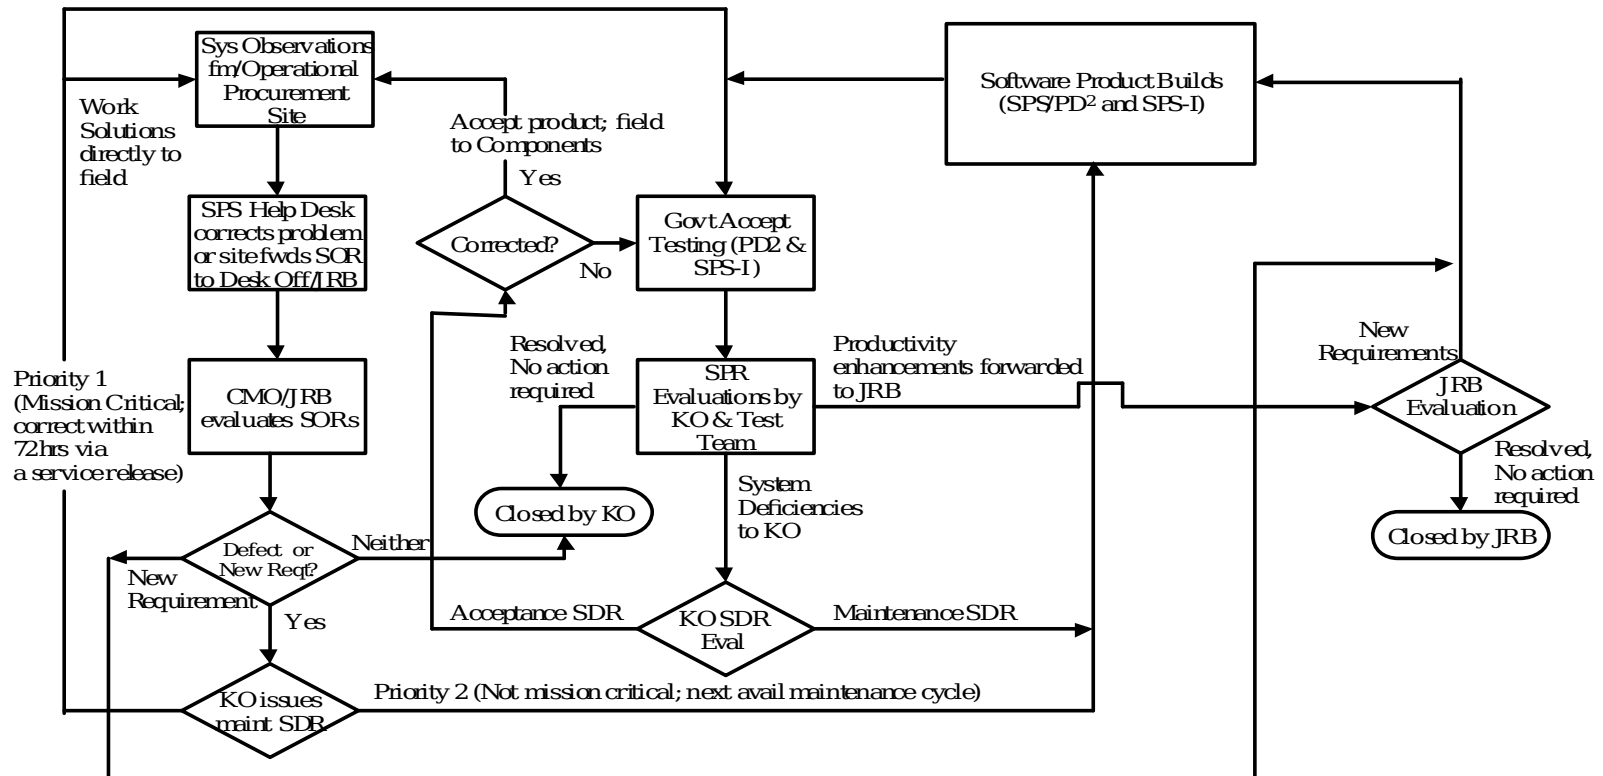 Sys Observations
fm/Operational
Procurement
Site
Software Product Builds
(SPS/PD2 and SPS-I)
Work
Solutions
directly to
field
Accept product; field
to Components
Yes
SPS Help Desk
corrects problem
or site fwds SOR
to Desk Off/JRB
Corrected?
No
Govt Accept
Testing (PD2 &
SPS-I)
Priority 1
(Mission Critical;
correct within
72hrs via
a service release)
CMO/JRB
evaluates SORs
Resolved,
No action
required
SPR
Evaluations by
KO & Test
Team
Productivity
enhancements forwarded
to JRB
New
Requirements
JRB
Evaluation
Resolved,
No action
required
Closed by JRB
System
Deficiencies
to KO
Closed by KO
Defect or
New Reqt?
Neither
New
Requirement
Yes
Acceptance SDR
KO SDR
Eval
Maintenance SDR
KO issues
maint SDR
Priority 2 (Not mission critical; next avail maintenance cycle)